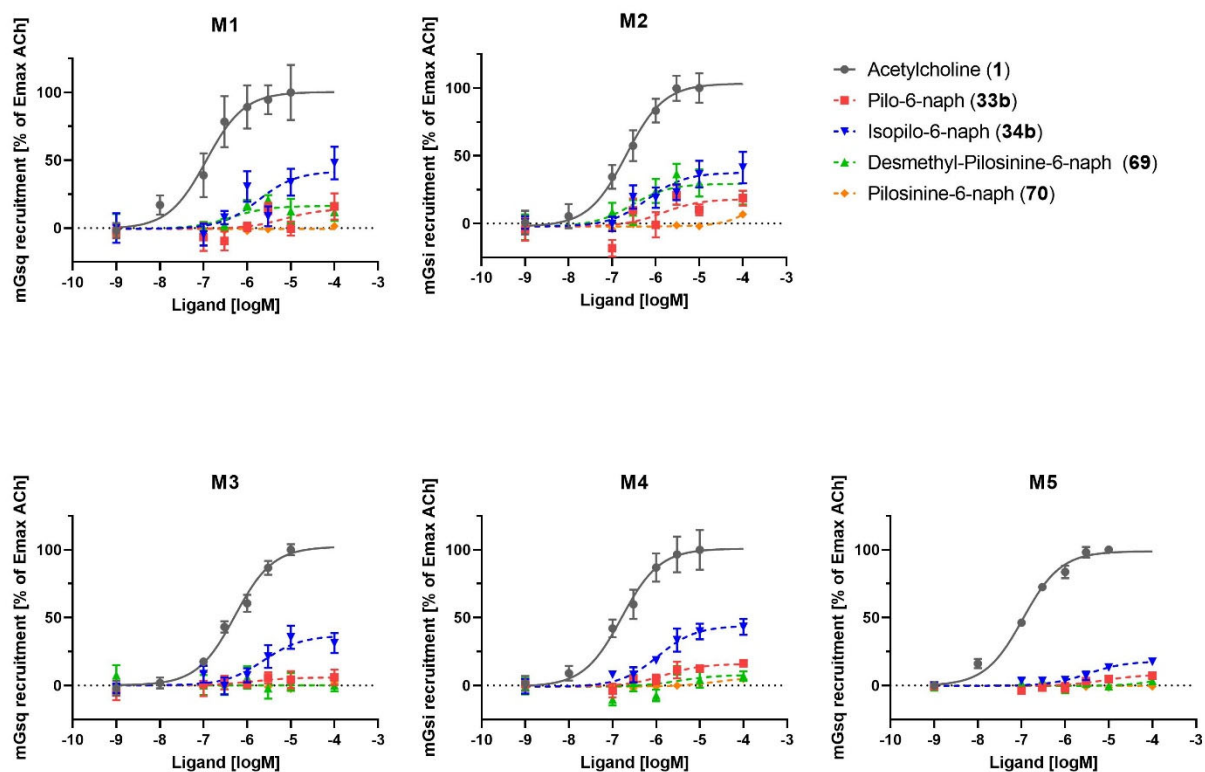 M1
mGsq recruitment [% of Emax ACh]
100
50
0
-10 -9 -8 -7 -6 -5 -4 -3
Ligand [logM]
M2
mGsi recruitment [% of Emax ACh]
100
50
0
-10 -9 -8 -7 -6 -5 -4 -3
Ligand [logM]
Acetylcholine (1)
Pilo-6-naph (33b)
Isopilo-6-naph (34b)
Desmethyl-Pilosinine-6-naph (69)
Pilosinine-6-naph (70)
M3
mGsq recruitment [% of Emax ACh]
100
50
0
-10 -9 -8 -7 -6 -5 -4 -3
Ligand [logM]
M4
mGsi recruitment [% of Emax ACh]
100
50
0
-10 -9 -8 -7 -6 -5 -4 -3
Ligand [logM]
M5
mGsq recruitment [% of Emax ACh]
100
50
0
-10 -9 -8 -7 -6 -5 -4 -3
Ligand [logM]